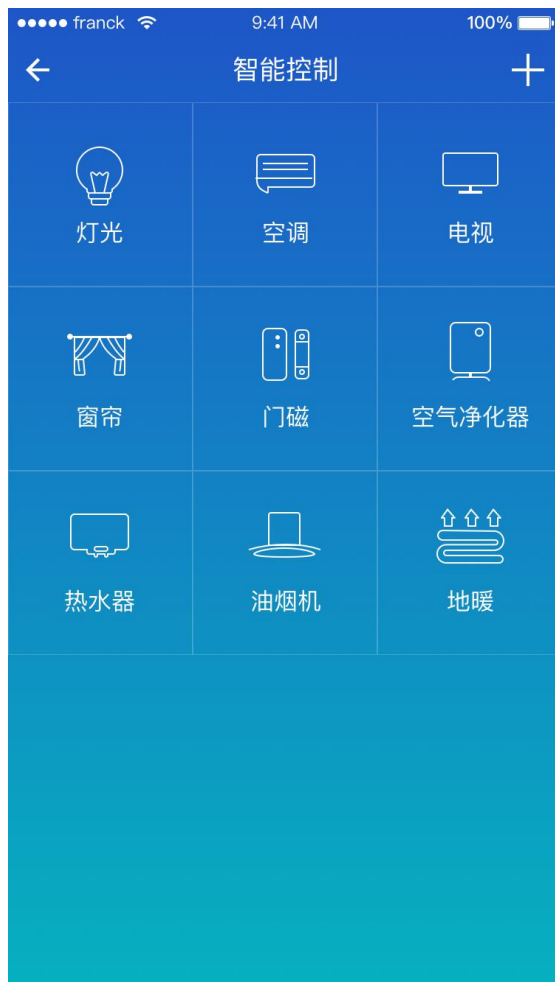 franck 9:41 AM 100%
智能控制
灯光 空调 电视
窗帘 门磁 空气净化器
热水器 油烟机 地暖